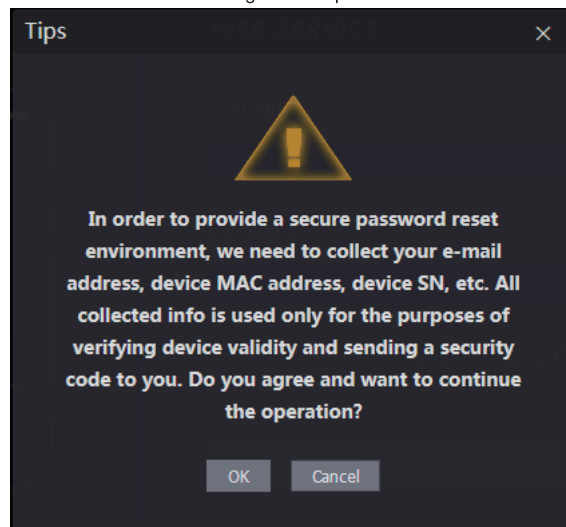 Tips
WEB SERVICE
In order to provide a secure password reset
environment, we need to collect your e-mail
address, device MAC address, device SN, etc. All
collected info is used only for the purposes of
verifying device validity and sending a security
code to you. Do you agree and want to continue
the operation?
OK Cancel